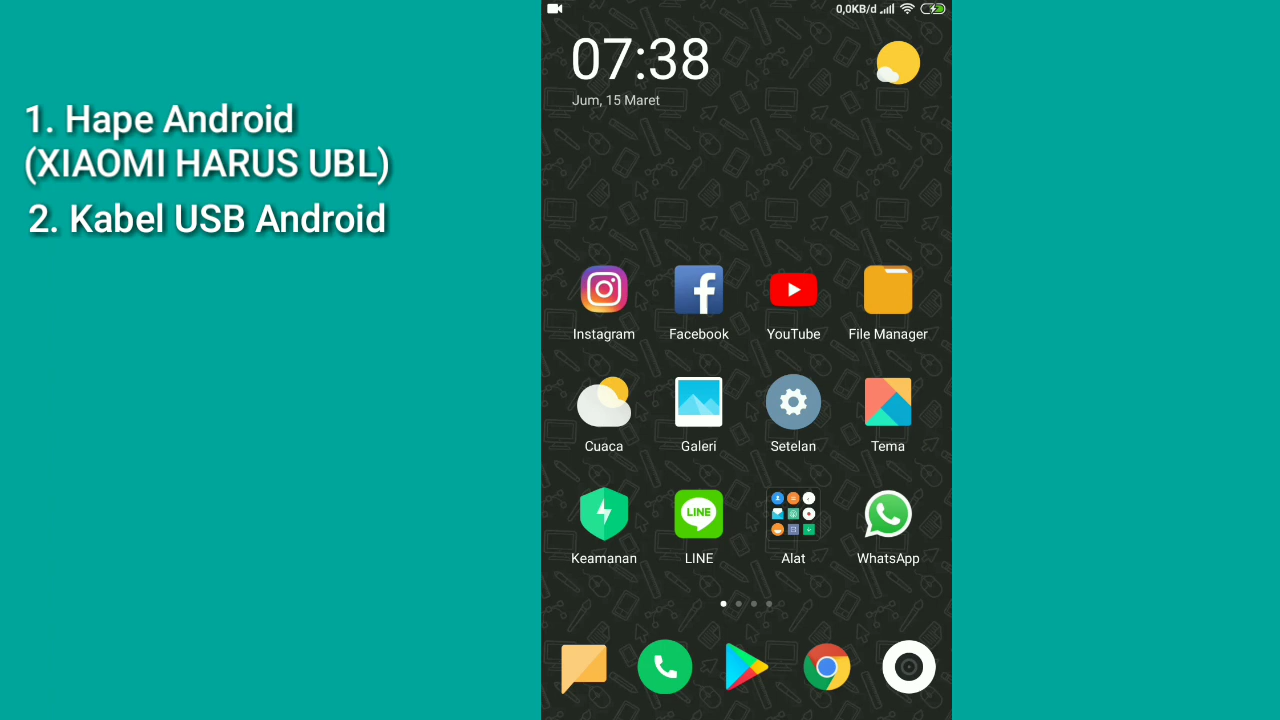 1. Hape Android
(XIAOMI HARUS UBL)
2. Kabel USB Android
0,0KB/d
07:38
Jum, 15 Maret
Instagram Facebook YouTube File Manager
Cuaca Galeri Setelan Tema
LINE
Keamanan LINE Alat WhatsApp